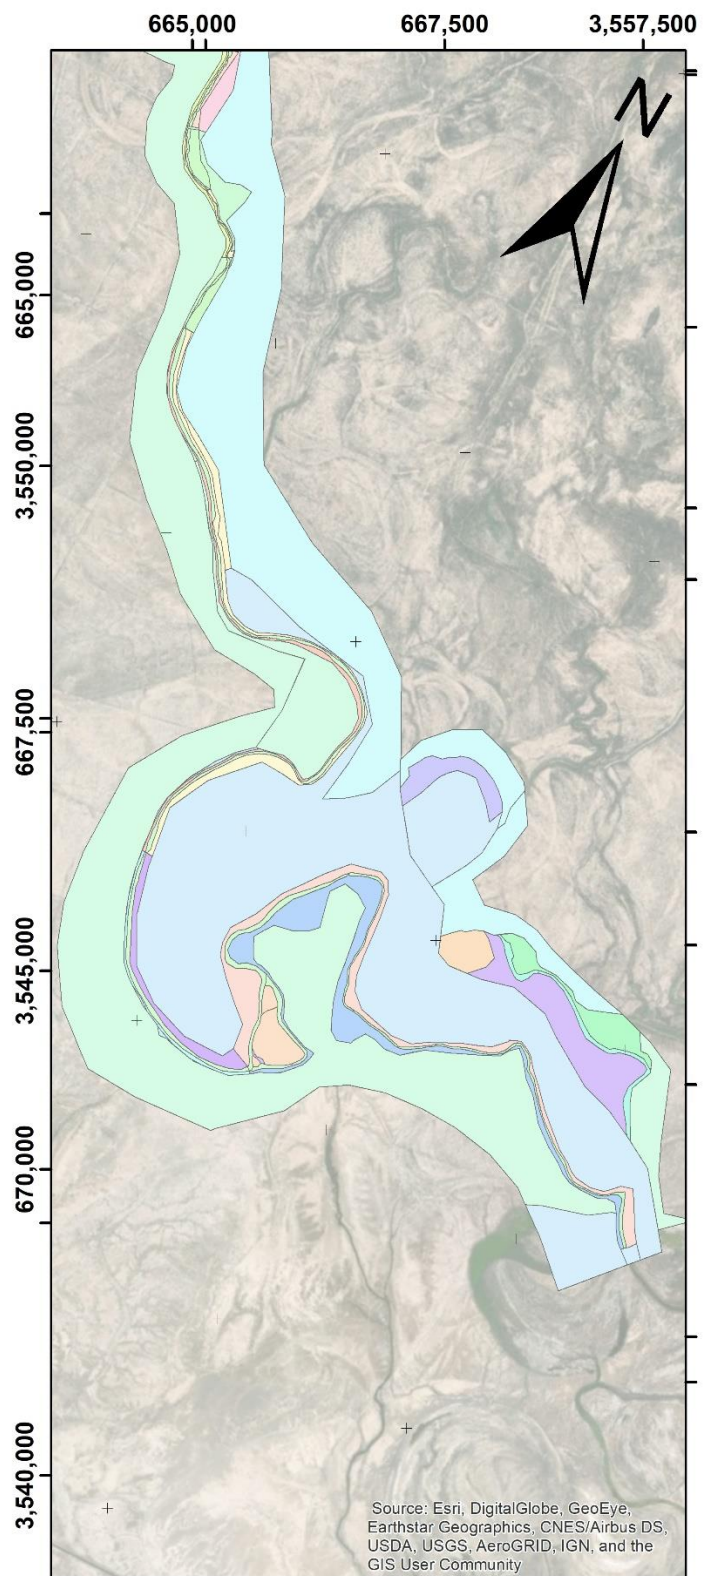 665,000
667,500
3,557,500
N
665,000
3,550,000
667,500
3,545,000
670,000
3,540,000
Source: Esri, DigitalGlobe, GeoEye,
Earthstar Geographics, CNES/Airbus DS,
USDA, USGS, AeroGRID, IGN, and the
GIS User Community